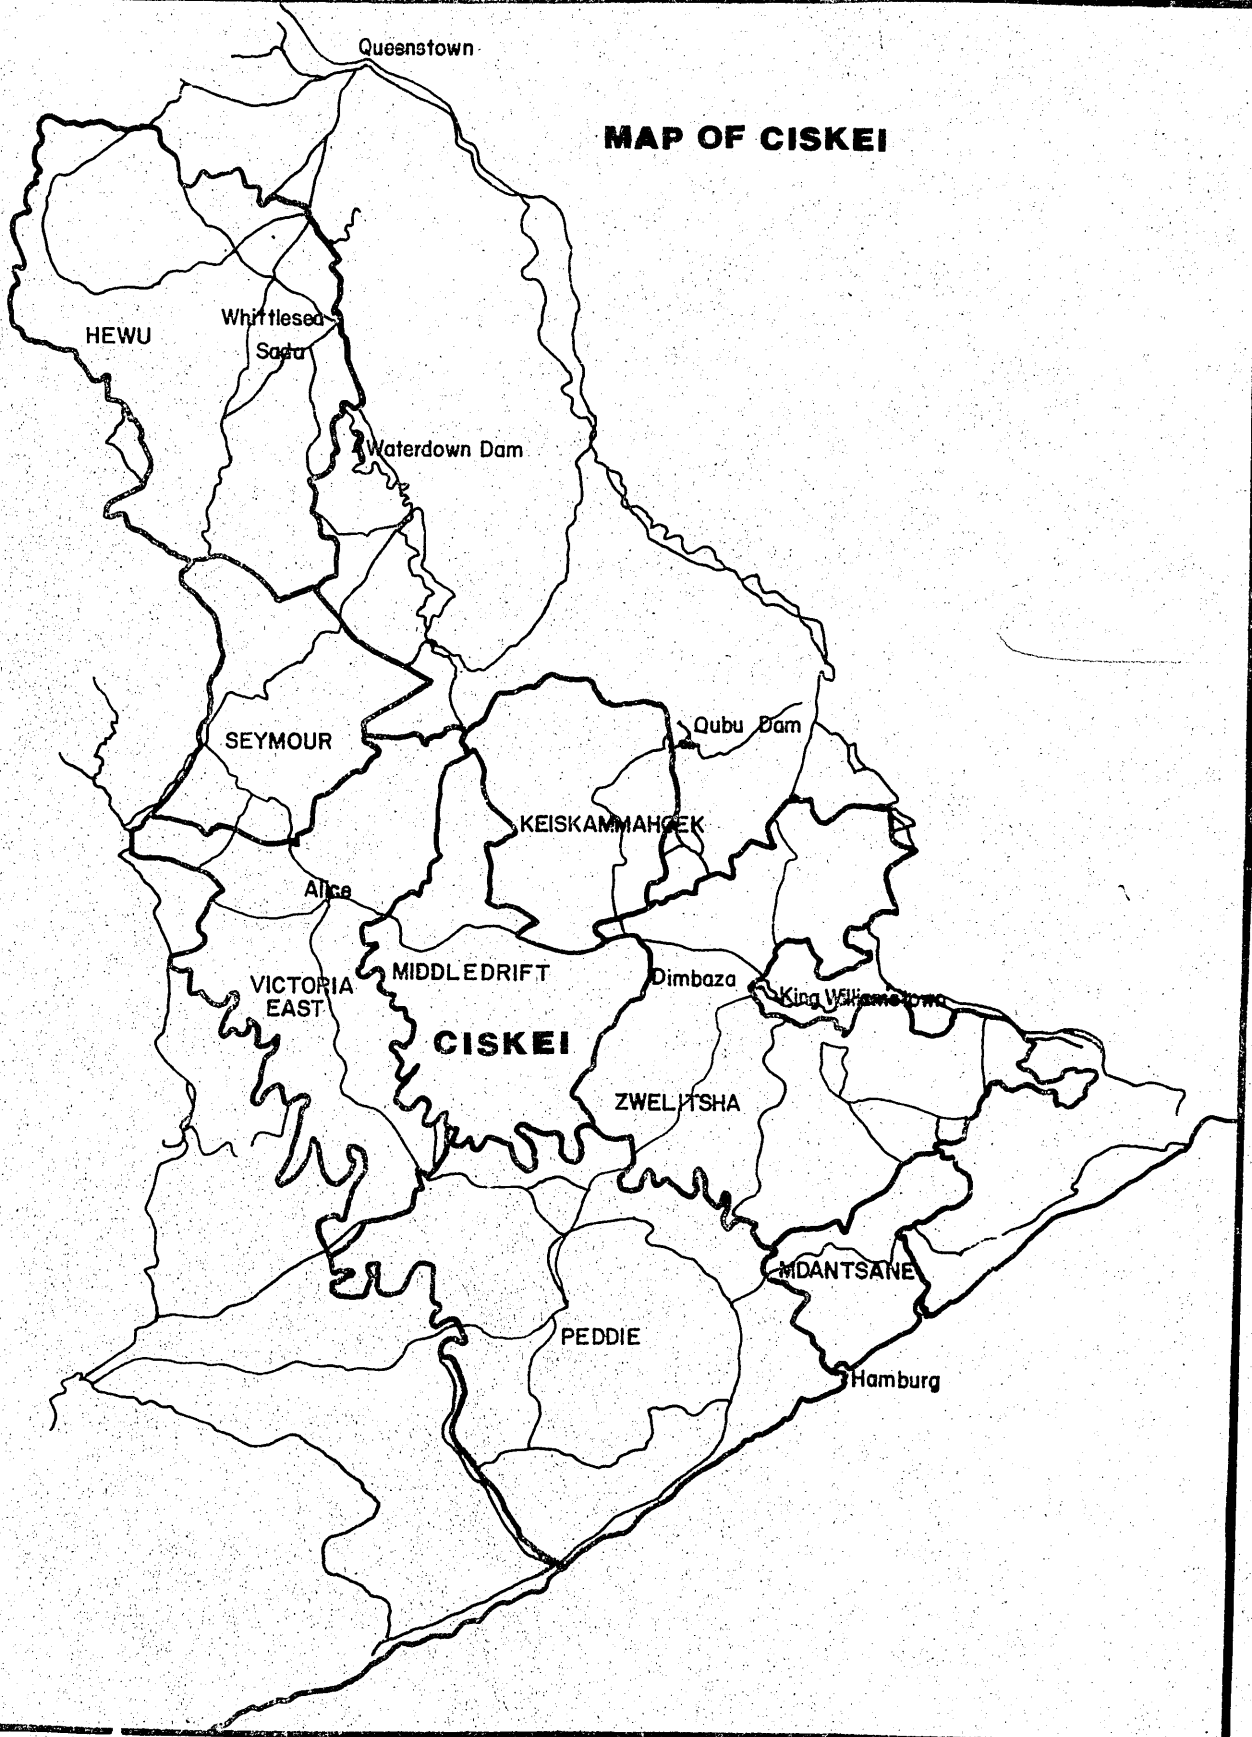 Queenstown
MAP OF CISKEI
Whittlesea
HEWU
Sada
Waterdown Dam
Qubu Dam
SEYMOUR
KEISKAMMAHOEK
Alice
MIDDLEDRIFT
Dimbaza
VICTORIA
EAST
King Williamstown
CISKEI
ZWELITSHA
MDANTSANE
PEDDIE
Hamburg